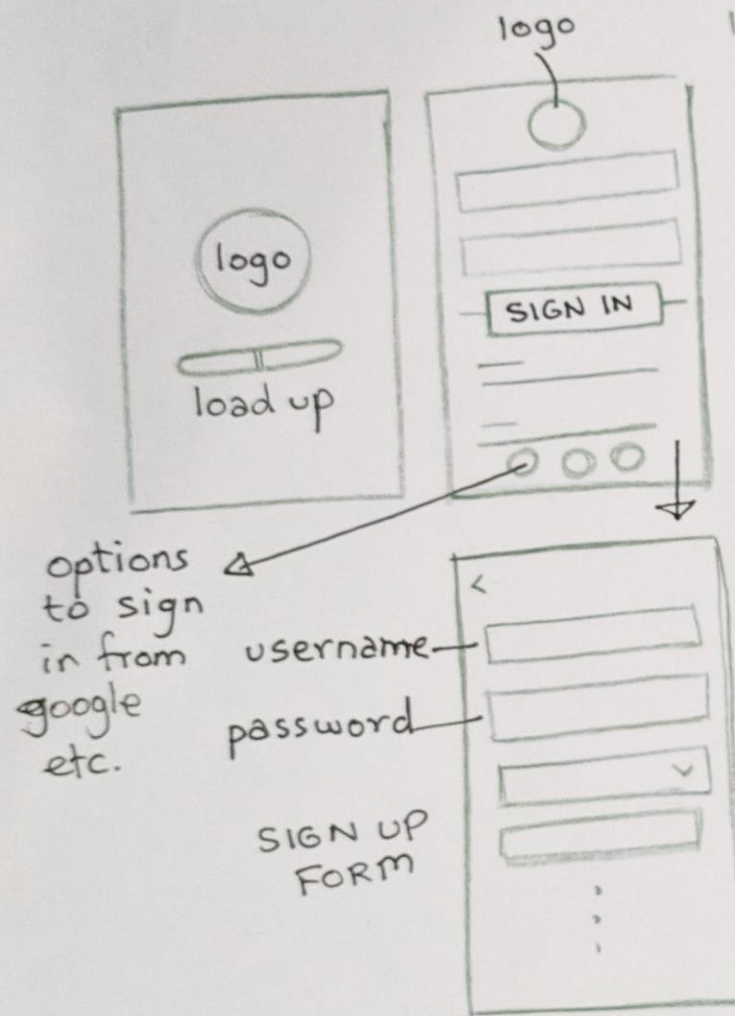 logo
logo
load up
SIGN IN
options
to sign
in from
google
etc.
username
password
SIGN UP
FORM